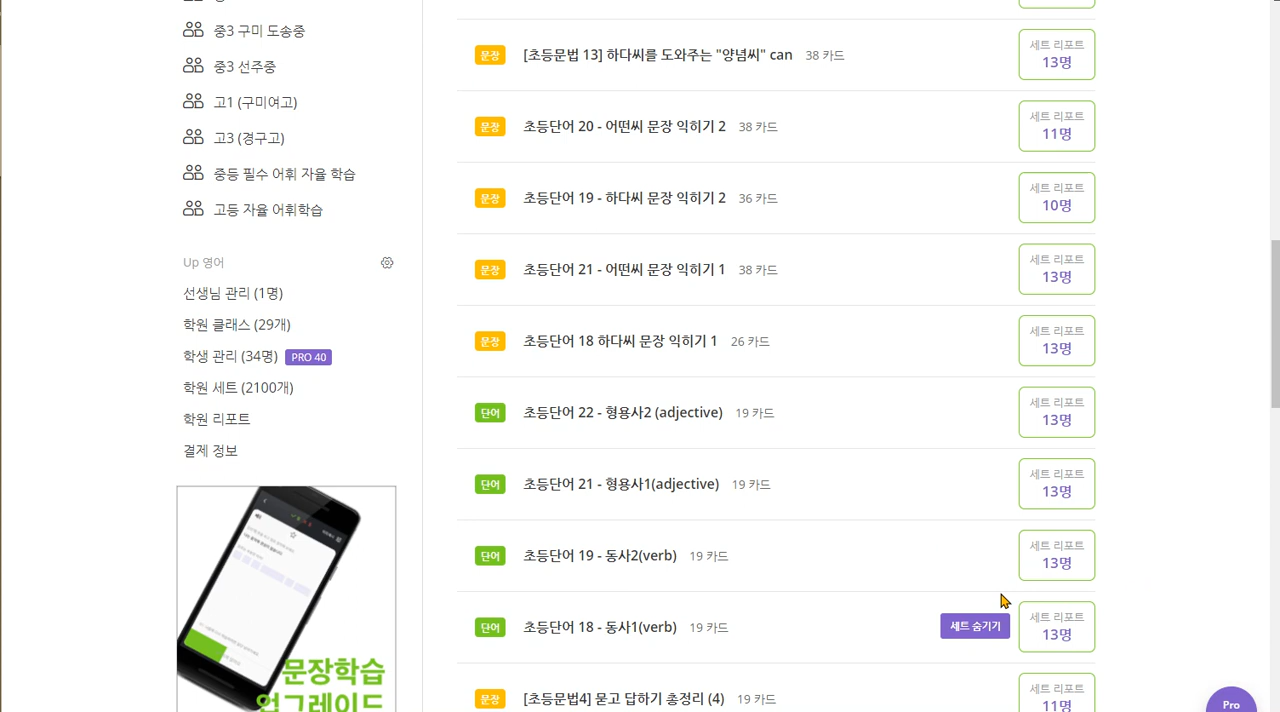 중3 구미 도송중
중3 선주중
고1 (구미여고)
고3 (경구고)
중등 필수 어휘 자율 학습
고등 자율 어휘학습
Up 영어
선생님 관리 (1명)
학원 클래스 (29개)
학생 관리 (34명) PRO 40
학원 세트 (2100개)
학원 리포트
결제 정보
문장학습
업그레이드
문장 [초등문법 13] 하다씨를 도와주는 "양념씨" can 38 카드
세트 리포트
13명
문장 초등단어 20 - 어떤씨 문장 익히기 2 38 카드
세트 리포트
11명
문장 초등단어 19 - 하다씨 문장 익히기 2 36 카드
세트 리포트
10명
문장 초등단어 21 - 어떤씨 문장 익히기 1 38 카드
세트 리포트
13명
문장 초등단어 18 하다씨 문장 익히기 1 26 카드
세트 리포트
13명
단어 초등단어 22 - 형용사2 (adjective) 19 카드
세트 리포트
13명
단어 초등단어 21 - 형용사1(adjective) 19 카드
세트 리포트
13명
단어 초등단어 19 - 동사2(verb) 19 카드
세트 리포트
13명
단어 초등단어 18 - 동사1(verb) 19 카드
세트 숨기기
세트 리포트
13명
문장 [초등문법4] 묻고 답하기 총정리 (4) 19 카드
세트 리포트
11명
Pro